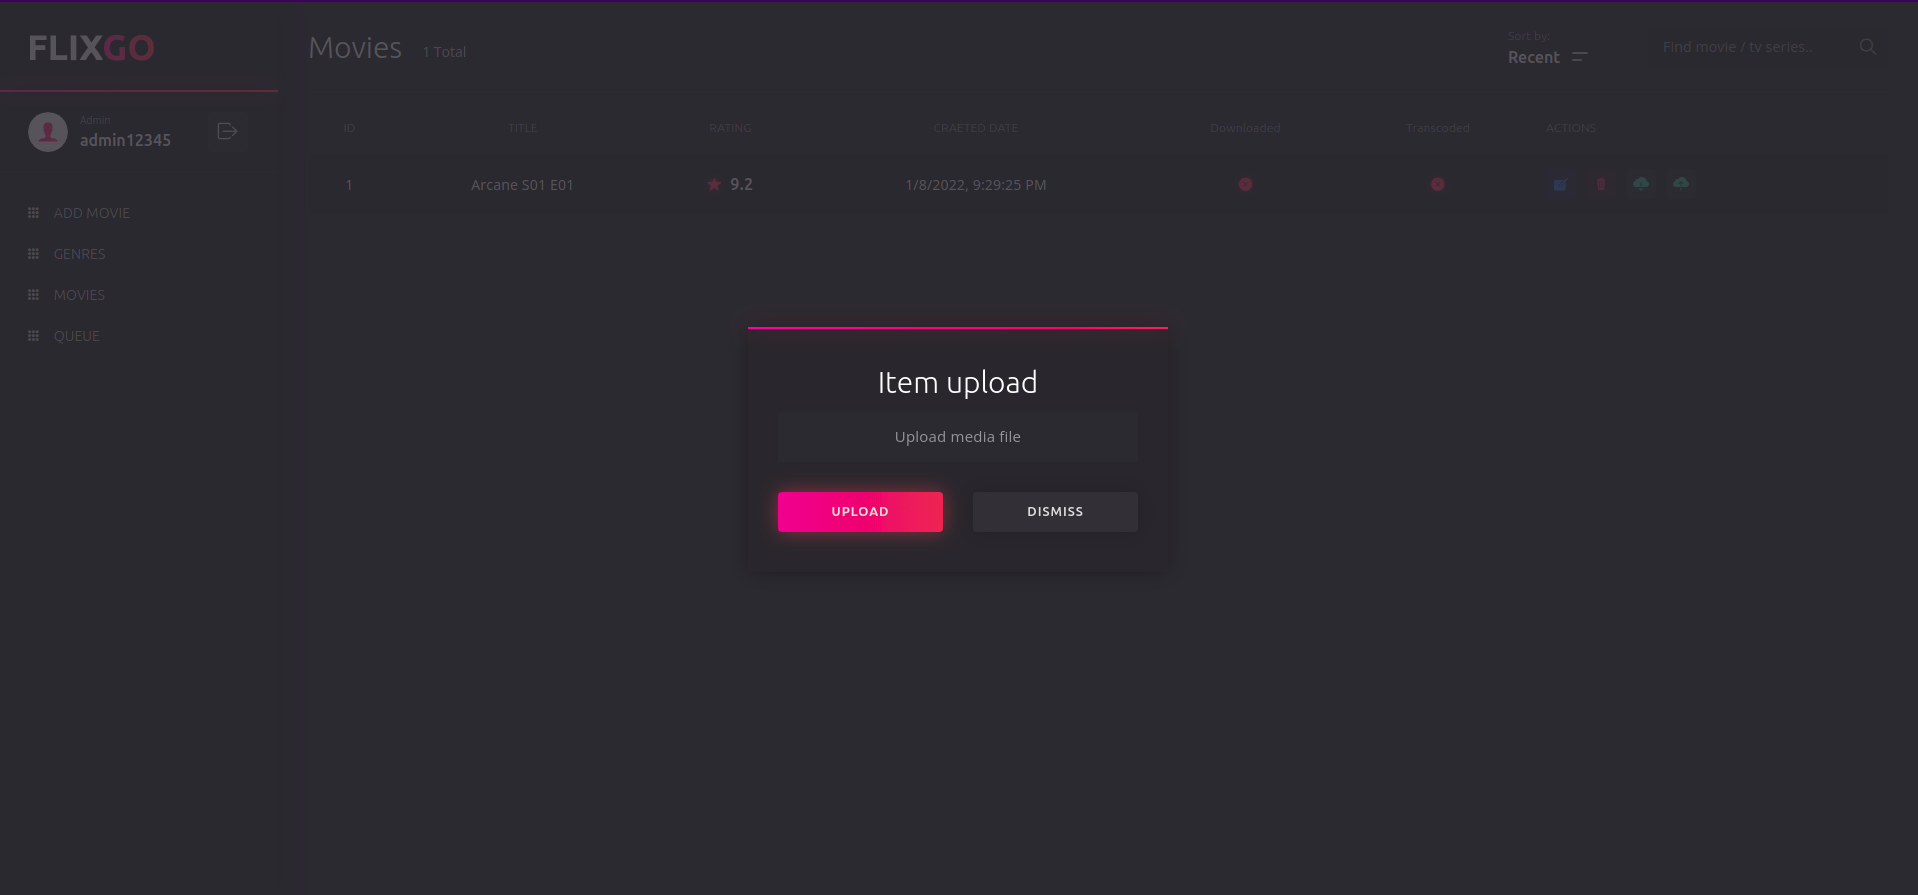 FLIXGO
Movies 1 Total
Sort by:
Recent
Find movie / tv series..
Admin
admin12345
ADD MOVIE
GENRES
MOVIES
QUEUE
ID TITLE RATING CRAETED DATE Downloaded Transcoded ACTIONS
1 Arcane S01 E01 9.2 1/8/2022, 9:29:25 PM
Item upload
Upload media file
UPLOAD DISMISS